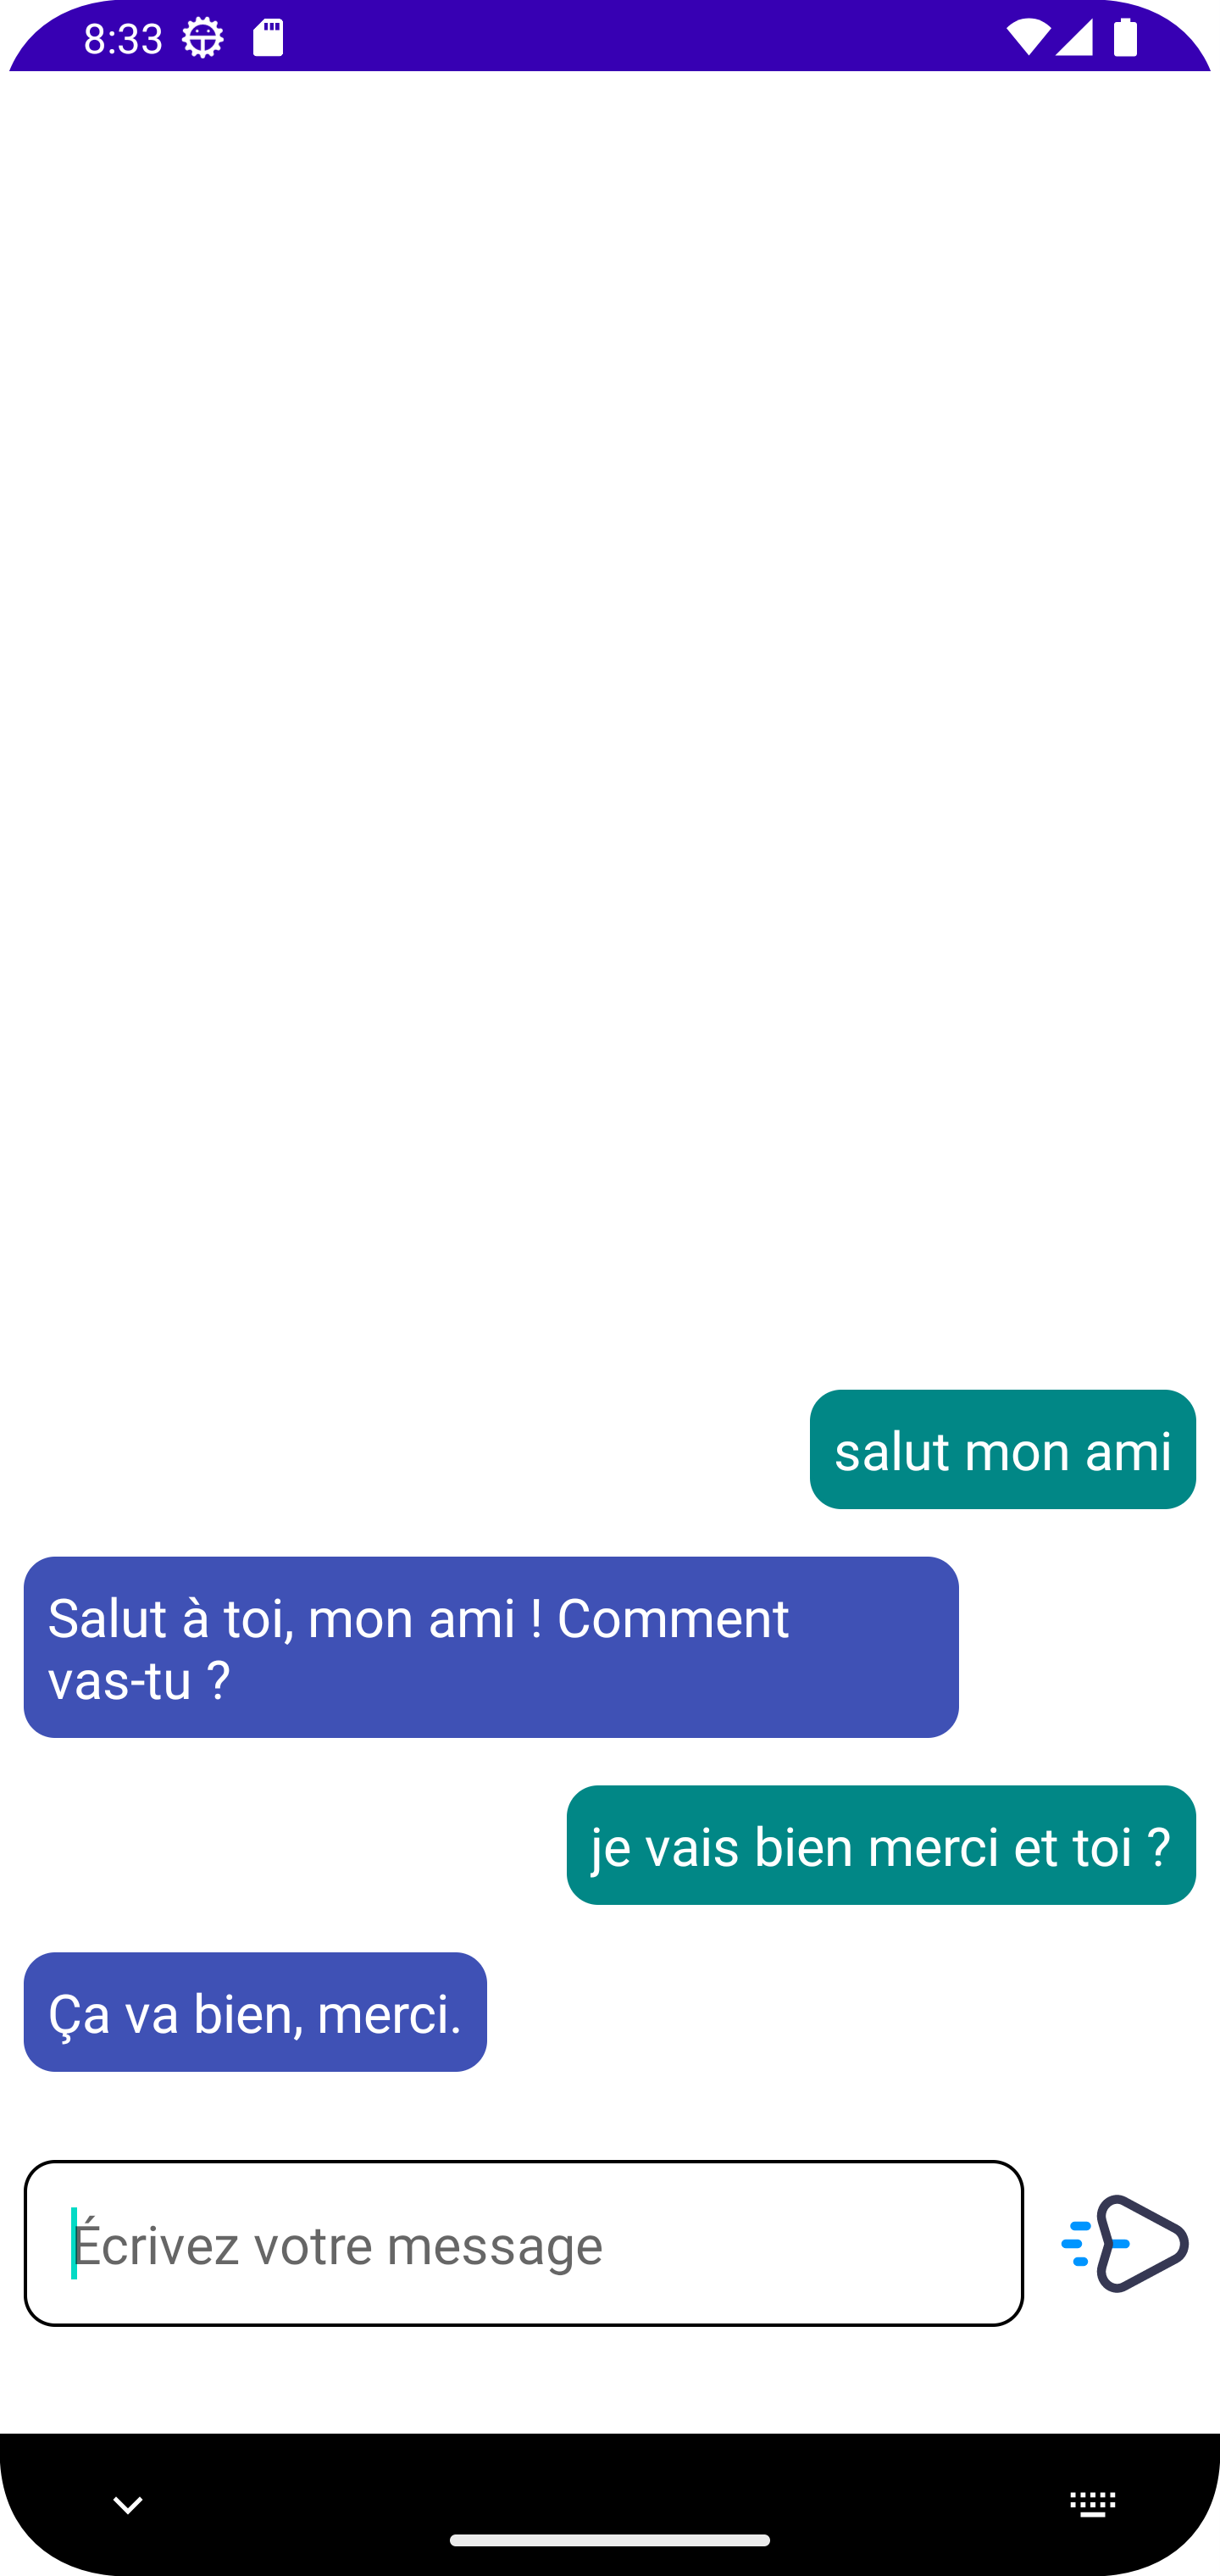 8:33
salut mon ami
Salut à toi, mon ami ! Comment
vas-tu ?
je vais bien merci et toi ?
Ça va bien, merci.
Écrivez votre message